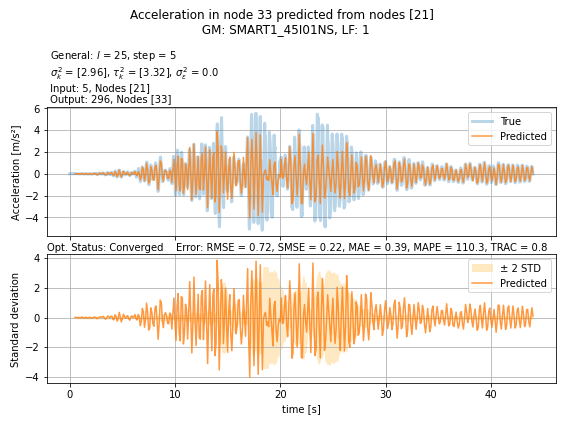 Acceleration in node 33 predicted from nodes [21]
GM: SMART1_45I01NS, LF: 1
General: l = 25, step = 5
σ²ₖ = [2.96], τ²ₖ = [3.32], σ²ε = 0.0
Input: 5, Nodes [21]
Output: 296, Nodes [33]
6
4
2
0
−2
−4
Acceleration [m/s²]
True
Predicted
Opt. Status: Converged Error: RMSE = 0.72, SMSE = 0.22, MAE = 0.39, MAPE = 110.3, TRAC = 0.8
4
2
0
−2
−4
Standard deviation
± 2 STD
Predicted
0 10 20 30 40
time [s]